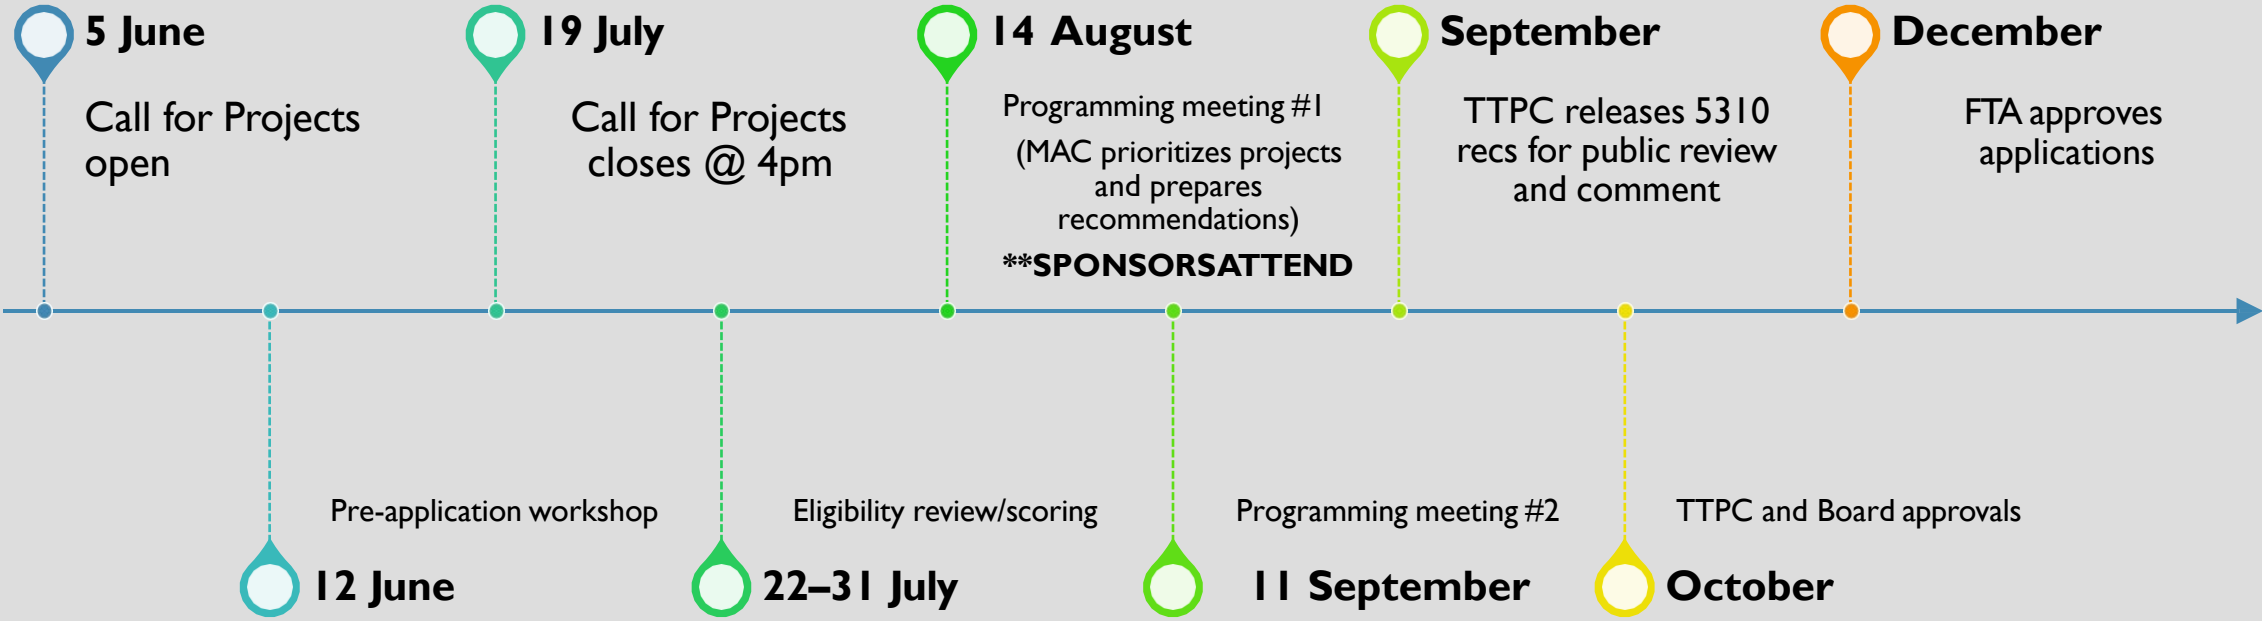 5 June
Call for Projects
open
19 July
Call for Projects
closes @ 4pm
14 August
Programming meeting #1
(MAC prioritizes projects
and prepares
recommendations)
**SPONSORSATTEND
September
TTPC releases 5310
recs for public review
and comment
December
FTA approves
applications
Pre-application workshop
12 June
Eligibility review/scoring
22–31 July
Programming meeting #2
11 September
TTPC and Board approvals
October